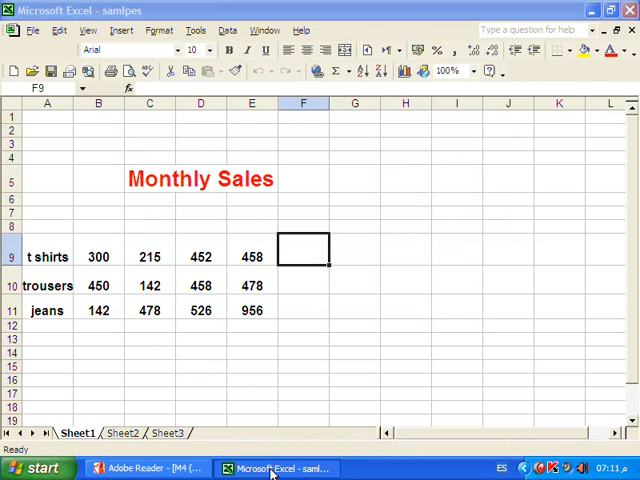 Microsoft Excel - samlpes
File Edit View Insert Format Tools Data Window Help Type a question for help
Arial 10 B I U % ,
100%
F9 fx
A B C D E F G H I J K L
1
2
3
4
5 Monthly Sales
6
7
8
9 t shirts 300 215 452 458
10 trousers 450 142 458 478
11 jeans 142 478 526 956
12
13
14
15
16
17
18
19
Sheet1 Sheet2 Sheet3
Ready
start Adobe Reader - [M4 (... Microsoft Excel - saml... ES 07:11 م